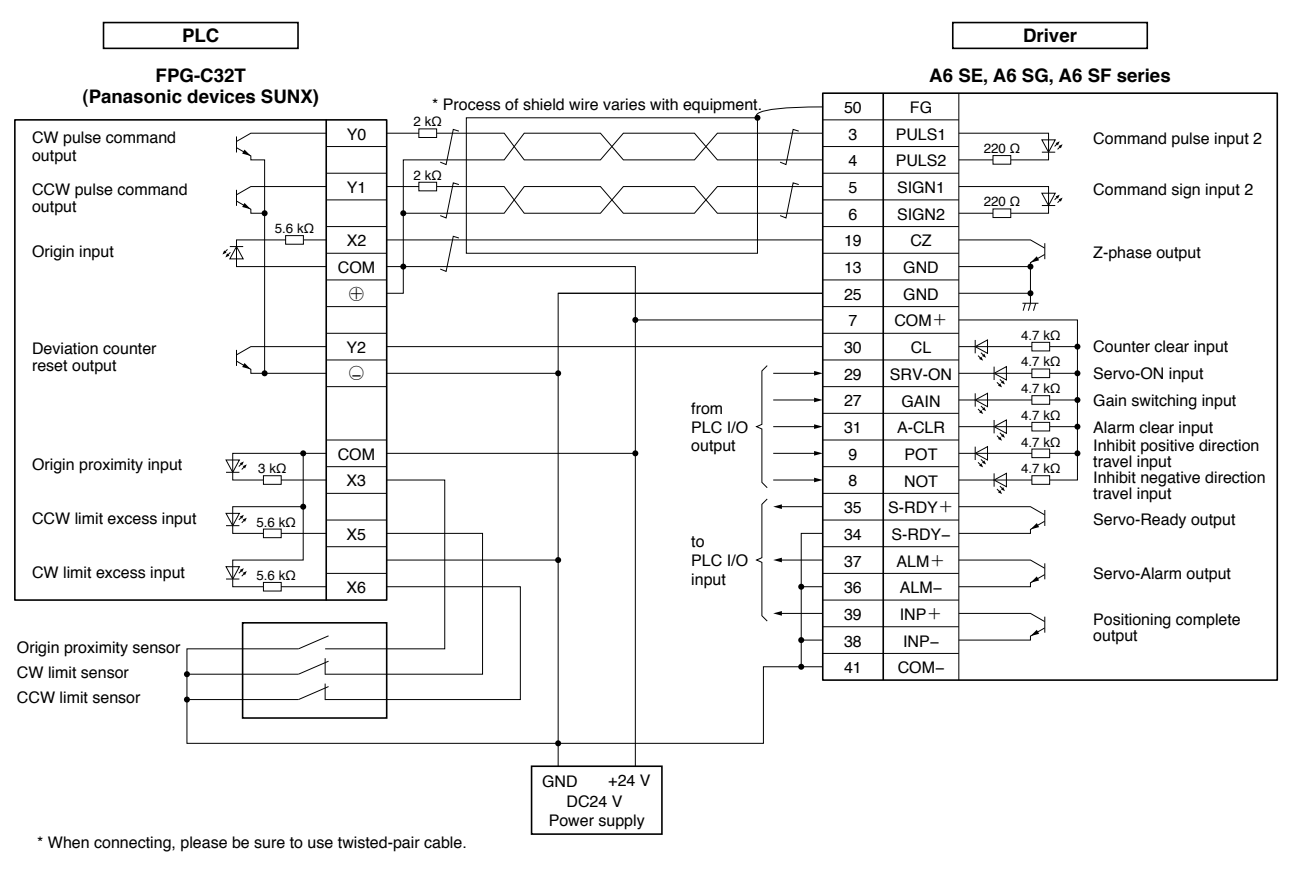 PLC
FPG-C32T
(Panasonic devices SUNX)
Driver
A6 SE, A6 SG, A6 SF series
* Process of shield wire varies with equipment.
CW pulse command
output
CCW pulse command
output
Origin input
Deviation counter
reset output
Origin proximity input
CCW limit excess input
CW limit excess input
5.6 kΩ
3 kΩ
5.6 kΩ
5.6 kΩ
Y0
Y1
X2
COM
⊕
Y2
⊖
COM
X3
X5
X6
2 kΩ
2 kΩ
from
PLC I/O
output
to
PLC I/O
input
50 FG
3 PULS1
4 PULS2
5 SIGN1
6 SIGN2
19 CZ
13 GND
25 GND
7 COM+
30 CL
29 SRV-ON
27 GAIN
31 A-CLR
9 POT
8 NOT
35 S-RDY+
34 S-RDY−
37 ALM+
36 ALM−
39 INP+
38 INP−
41 COM−
220 Ω
220 Ω
4.7 kΩ
4.7 kΩ
4.7 kΩ
4.7 kΩ
4.7 kΩ
4.7 kΩ
Command pulse input 2
Command sign input 2
Z-phase output
Counter clear input
Servo-ON input
Gain switching input
Alarm clear input
Inhibit positive direction
travel input
Inhibit negative direction
travel input
Servo-Ready output
Servo-Alarm output
Positioning complete
output
Origin proximity sensor
CW limit sensor
CCW limit sensor
GND +24 V
DC24 V
Power supply
* When connecting, please be sure to use twisted-pair cable.